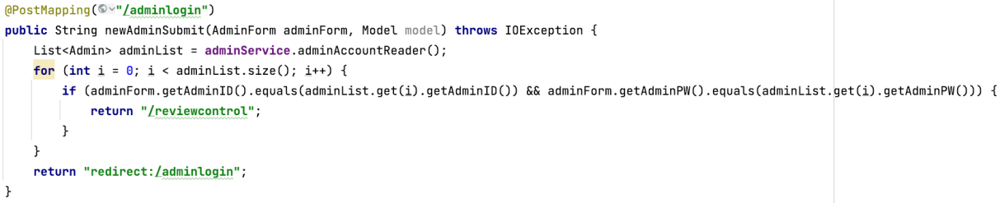 @PostMapping("/adminlogin")
public String newAdminSubmit(AdminForm adminForm, Model model) throws IOException {
    List<Admin> adminList = adminService.adminAccountReader();
    for (int i = 0; i < adminList.size(); i++) {
        if (adminForm.getAdminID().equals(adminList.get(i).getAdminID()) && adminForm.getAdminPW().equals(adminList.get(i).getAdminPW())) {
            return "/reviewcontrol";
        }
    }
    return "redirect:/adminlogin";
}